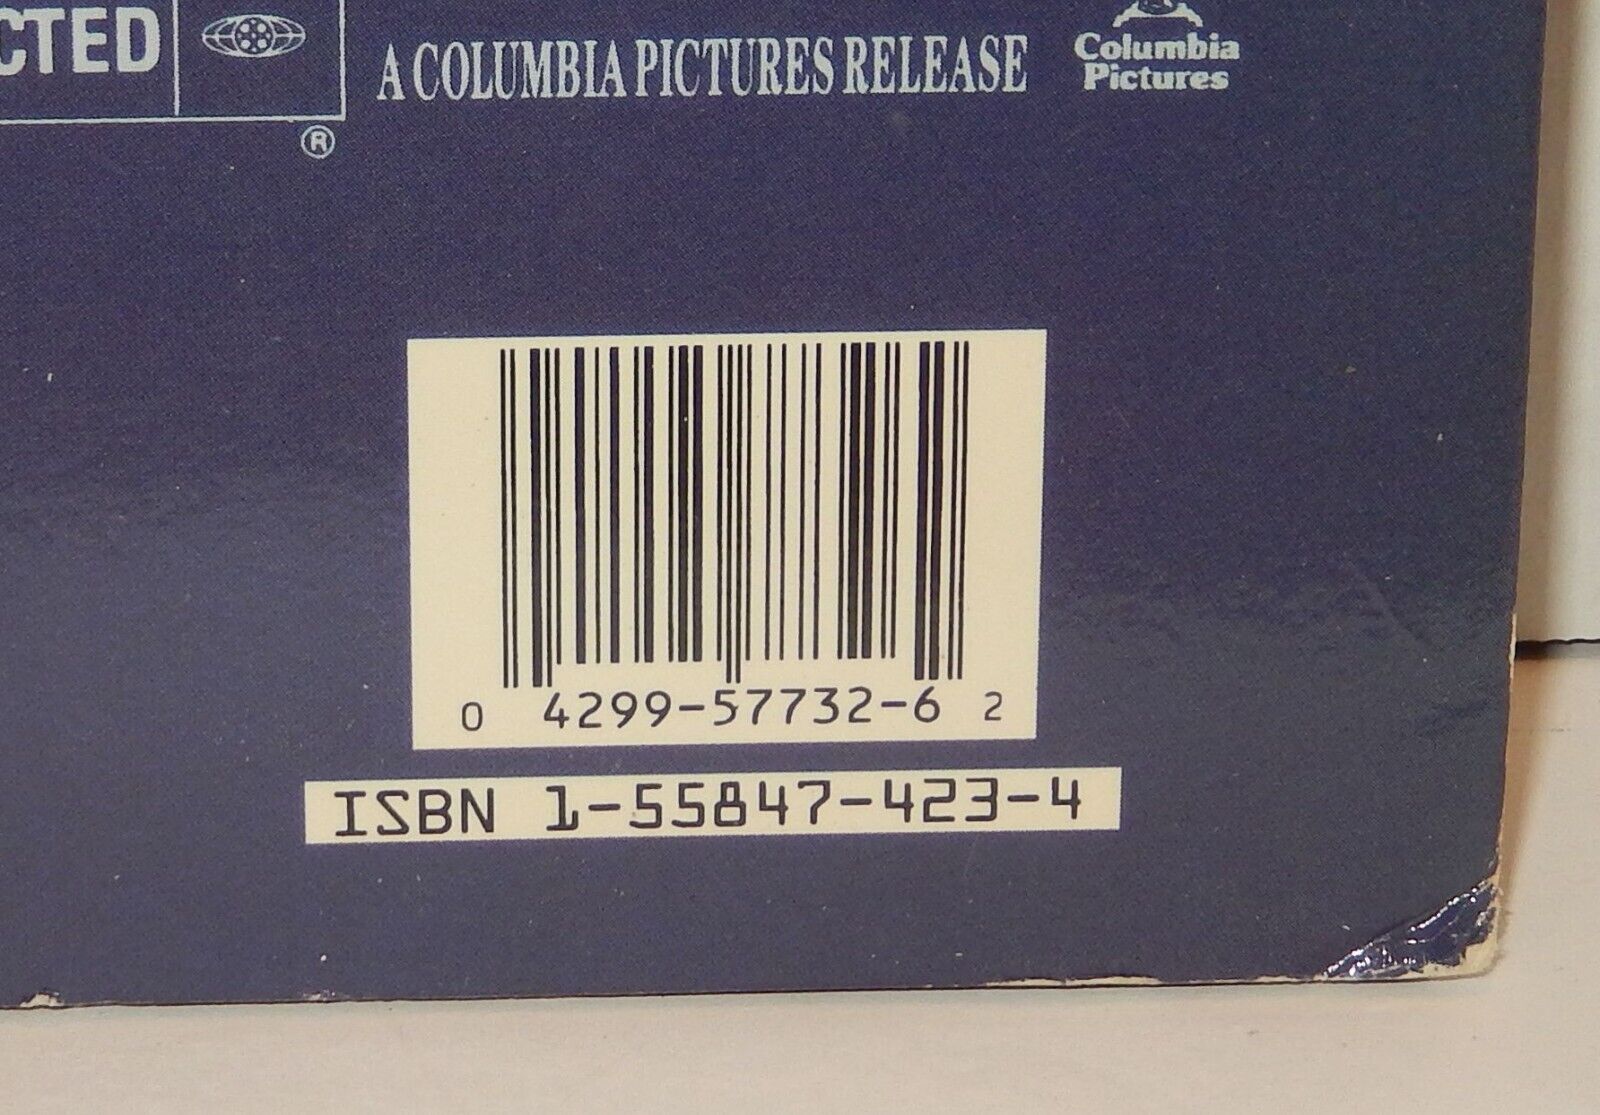 CTED
A COLUMBIA PICTURES RELEASE
Columbia
Pictures
®
0 4299-57732-6 2
ISBN 1-55847-423-4